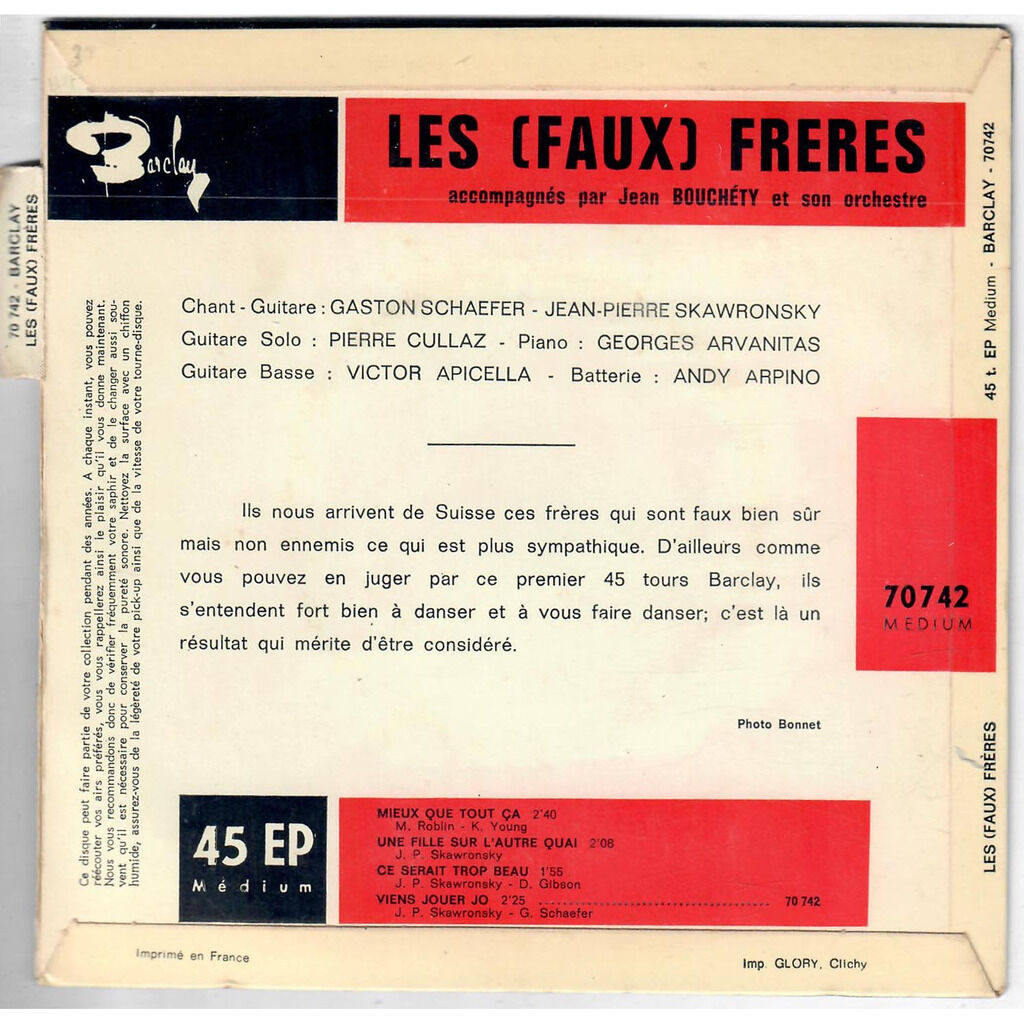 Barclay
LES (FAUX) FRERES
accompagnés par Jean BOUCHÉTY et son orchestre
70 742 - BARCLAY
LES (FAUX) FRÈRES
Ce disque peut faire partie de votre collection pendant des années. A chaque instant, vous pouvez
réécouter vos airs préférés, vous vous rappellerez ainsi le plaisir qu'il vous donne maintenant.
Nous vous recommandons donc de vérifier fréquemment votre saphir et de le changer aussi sou-
vent qu'il est nécessaire pour conserver la pureté sonore. Nettoyez la surface avec un chiffon
humide, assurez-vous de la légèreté de votre pick-up ainsi que de la vitesse de votre tourne-disque.
Chant - Guitare : GASTON SCHAEFER - JEAN-PIERRE SKAWRONSKY
Guitare Solo : PIERRE CULLAZ - Piano : GEORGES ARVANITAS
Guitare Basse : VICTOR APICELLA - Batterie : ANDY ARPINO
Ils nous arrivent de Suisse ces frères qui sont faux bien sûr
mais non ennemis ce qui est plus sympathique. D'ailleurs comme
vous pouvez en juger par ce premier 45 tours Barclay, ils
s'entendent fort bien à danser et à vous faire danser; c'est là un
résultat qui mérite d'être considéré.
Photo Bonnet
45 t. EP Medium - BARCLAY - 70742
70742
MEDIUM
LES (FAUX) FRÈRES
45 EP
Médium
MIEUX QUE TOUT ÇA 2'40
M. Roblin - K. Young
UNE FILLE SUR L'AUTRE QUAI 2'08
J. P. Skawronsky
CE SERAIT TROP BEAU 1'55
J. P. Skawronsky - D. Gibson
VIENS JOUER JO 2'25 ........................................ 70 742
J. P. Skawronsky - G. Schaefer
Imprimé en France
Imp. GLORY, Clichy